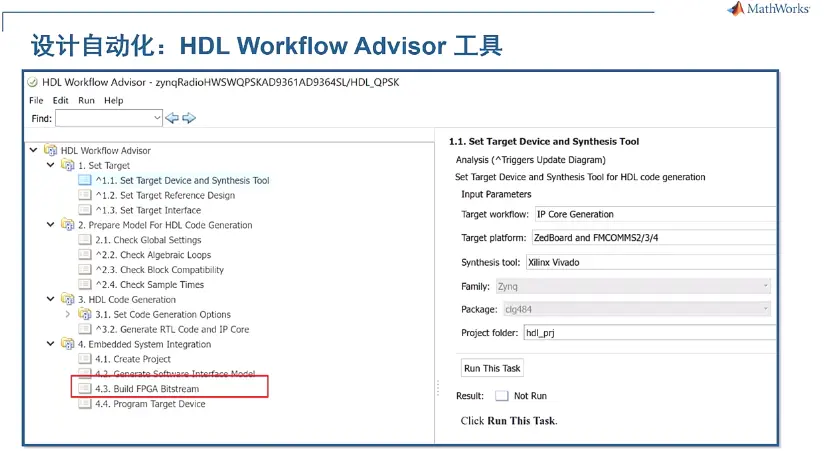 MathWorks
设计自动化：HDL Workflow Advisor 工具
HDL Workflow Advisor - zynqRadioHWSWQPSKAD9361AD9364SL/HDL_QPSK
File Edit Run Help
Find:
HDL Workflow Advisor
1. Set Target
^1.1. Set Target Device and Synthesis Tool
^1.2. Set Target Reference Design
^1.3. Set Target Interface
2. Prepare Model For HDL Code Generation
2.1. Check Global Settings
^2.2. Check Algebraic Loops
^2.3. Check Block Compatibility
^2.4. Check Sample Times
3. HDL Code Generation
3.1. Set Code Generation Options
^3.2. Generate RTL Code and IP Core
4. Embedded System Integration
4.1. Create Project
4.2. Generate Software Interface Model
4.3. Build FPGA Bitstream
4.4. Program Target Device
1.1. Set Target Device and Synthesis Tool
Analysis (^Triggers Update Diagram)
Set Target Device and Synthesis Tool for HDL code generation
Input Parameters
Target workflow: IP Core Generation
Target platform: ZedBoard and FMCOMMS2/3/4
Synthesis tool: Xilinx Vivado
Family: Zynq
Package: clg484
Project folder: hdl_prj
Run This Task
Result: Not Run
Click Run This Task.